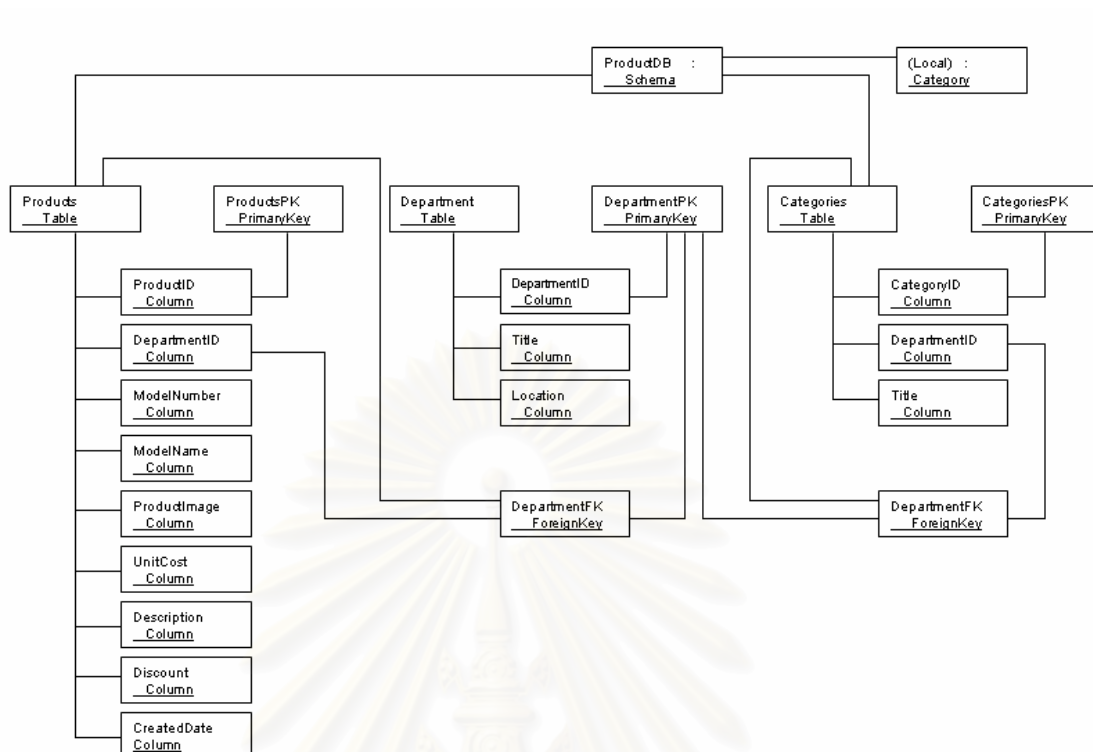 ProductDB :
Schema
(Local) :
Category
Products
Table
ProductsPK
PrimaryKey
Department
Table
DepartmentPK
PrimaryKey
Categories
Table
CategoriesPK
PrimaryKey
ProductID
Column
DepartmentID
Column
ModelNumber
Column
ModelName
Column
ProductImage
Column
UnitCost
Column
Description
Column
Discount
Column
CreatedDate
Column
DepartmentID
Column
Title
Column
Location
Column
DepartmentFK
ForeignKey
CategoryID
Column
DepartmentID
Column
Title
Column
DepartmentFK
ForeignKey